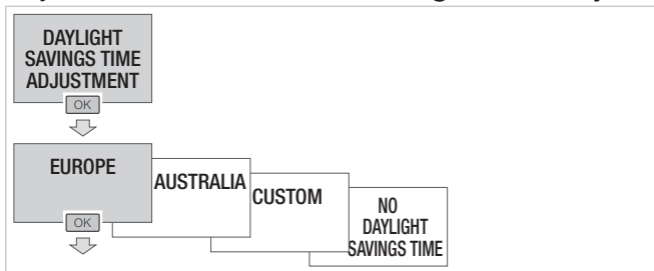 DAYLIGHT
SAVINGS TIME
ADJUSTMENT
OK
EUROPE
AUSTRALIA
CUSTOM
NO
DAYLIGHT
SAVINGS TIME
OK